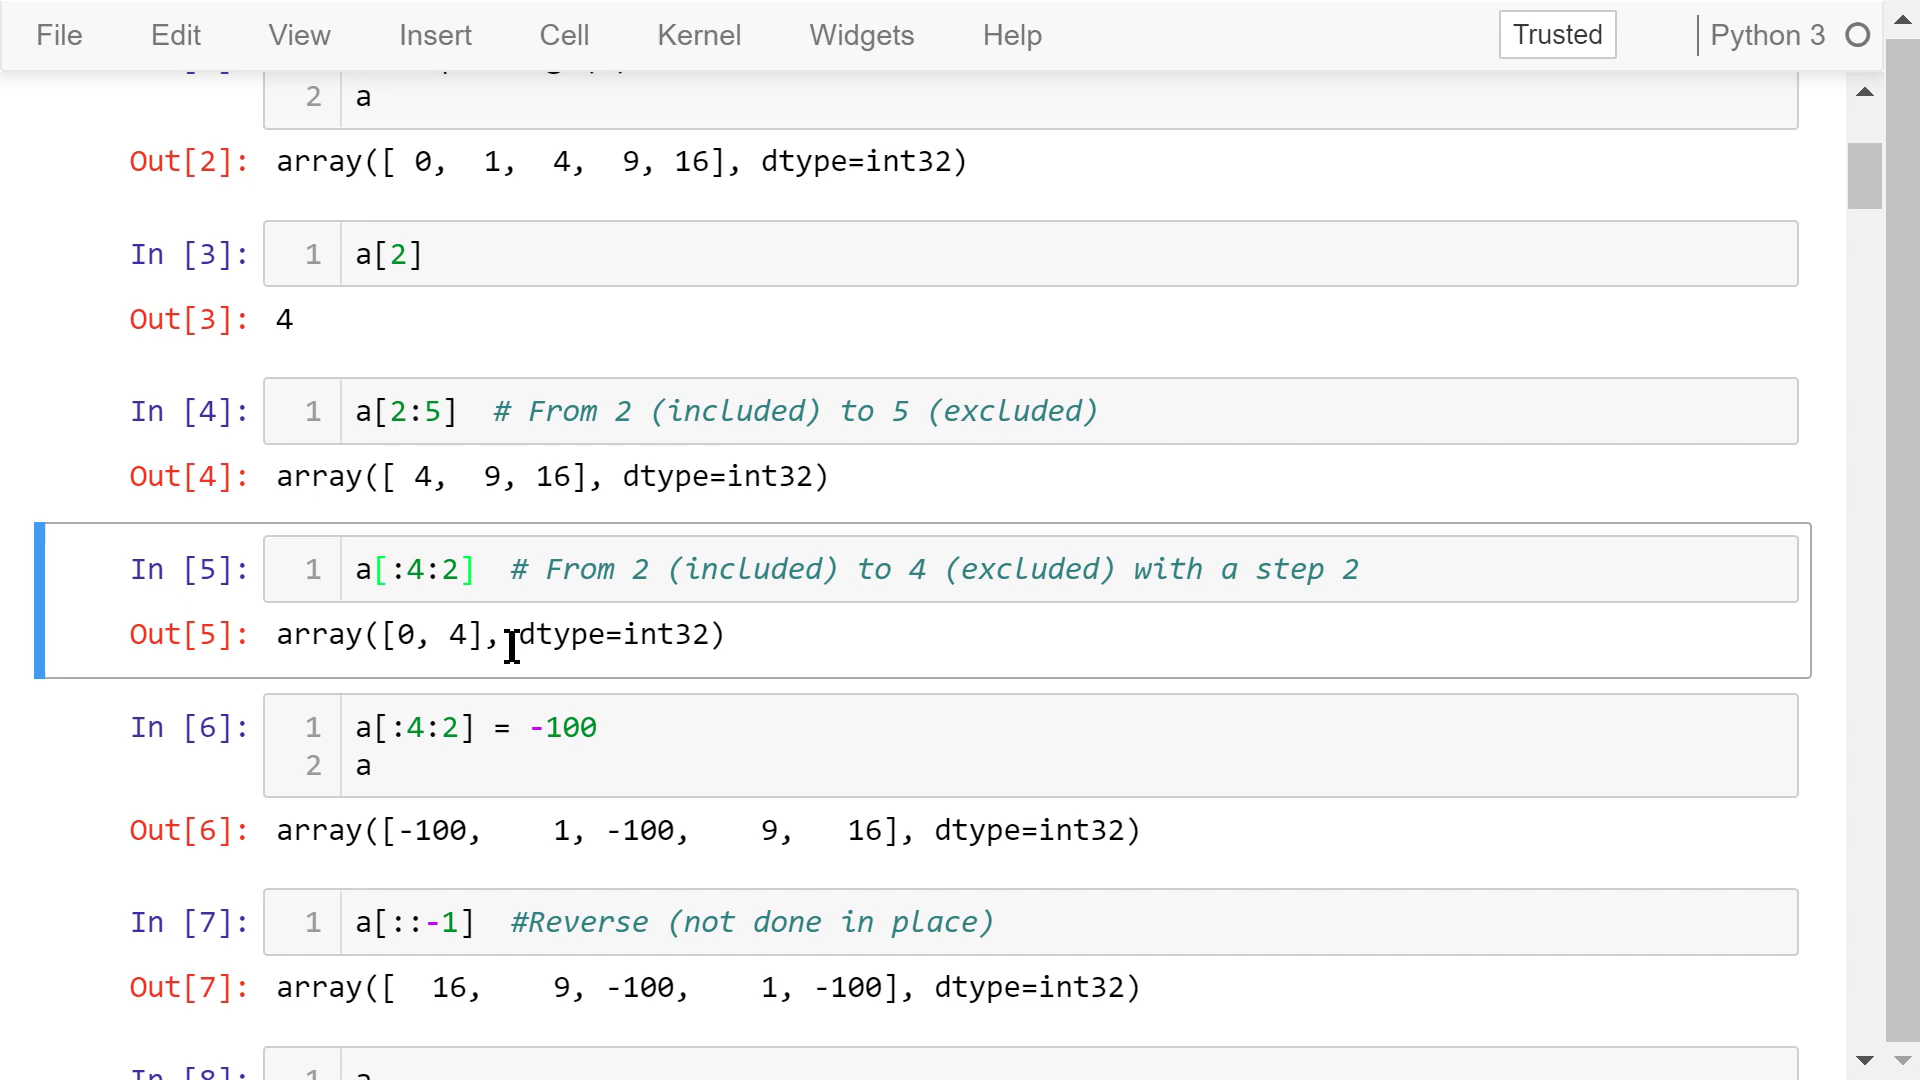 File Edit View Insert Cell Kernel Widgets Help Trusted Python 3
2 a
Out[2]: array([ 0, 1, 4, 9, 16], dtype=int32)
In [3]: 1 a[2]
Out[3]: 4
In [4]: 1 a[2:5] # From 2 (included) to 5 (excluded)
Out[4]: array([ 4, 9, 16], dtype=int32)
In [5]: 1 a[:4:2] # From 2 (included) to 4 (excluded) with a step 2
Out[5]: array([0, 4], dtype=int32)
In [6]: 1 a[:4:2] = -100
2 a
Out[6]: array([-100, 1, -100, 9, 16], dtype=int32)
In [7]: 1 a[::-1] #Reverse (not done in place)
Out[7]: array([ 16, 9, -100, 1, -100], dtype=int32)
In [8]: 1 a